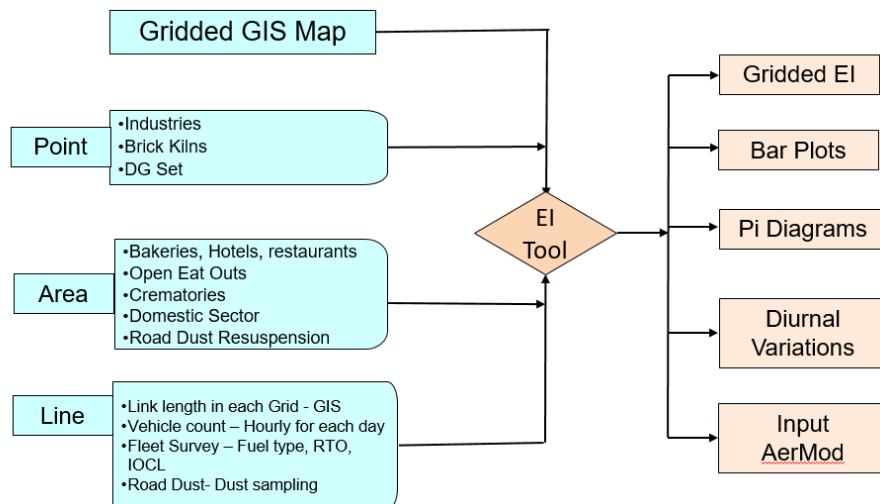 Gridded GIS Map
Point
•Industries
•Brick Kilns
•DG Set
Area
•Bakeries, Hotels, restaurants
•Open Eat Outs
•Crematories
•Domestic Sector
•Road Dust Resuspension
Line
•Link length in each Grid - GIS
•Vehicle count – Hourly for each day
•Fleet Survey – Fuel type, RTO,
IOCL
•Road Dust- Dust sampling
EI
Tool
Gridded EI
Bar Plots
Pi Diagrams
Diurnal
Variations
Input
AerMod